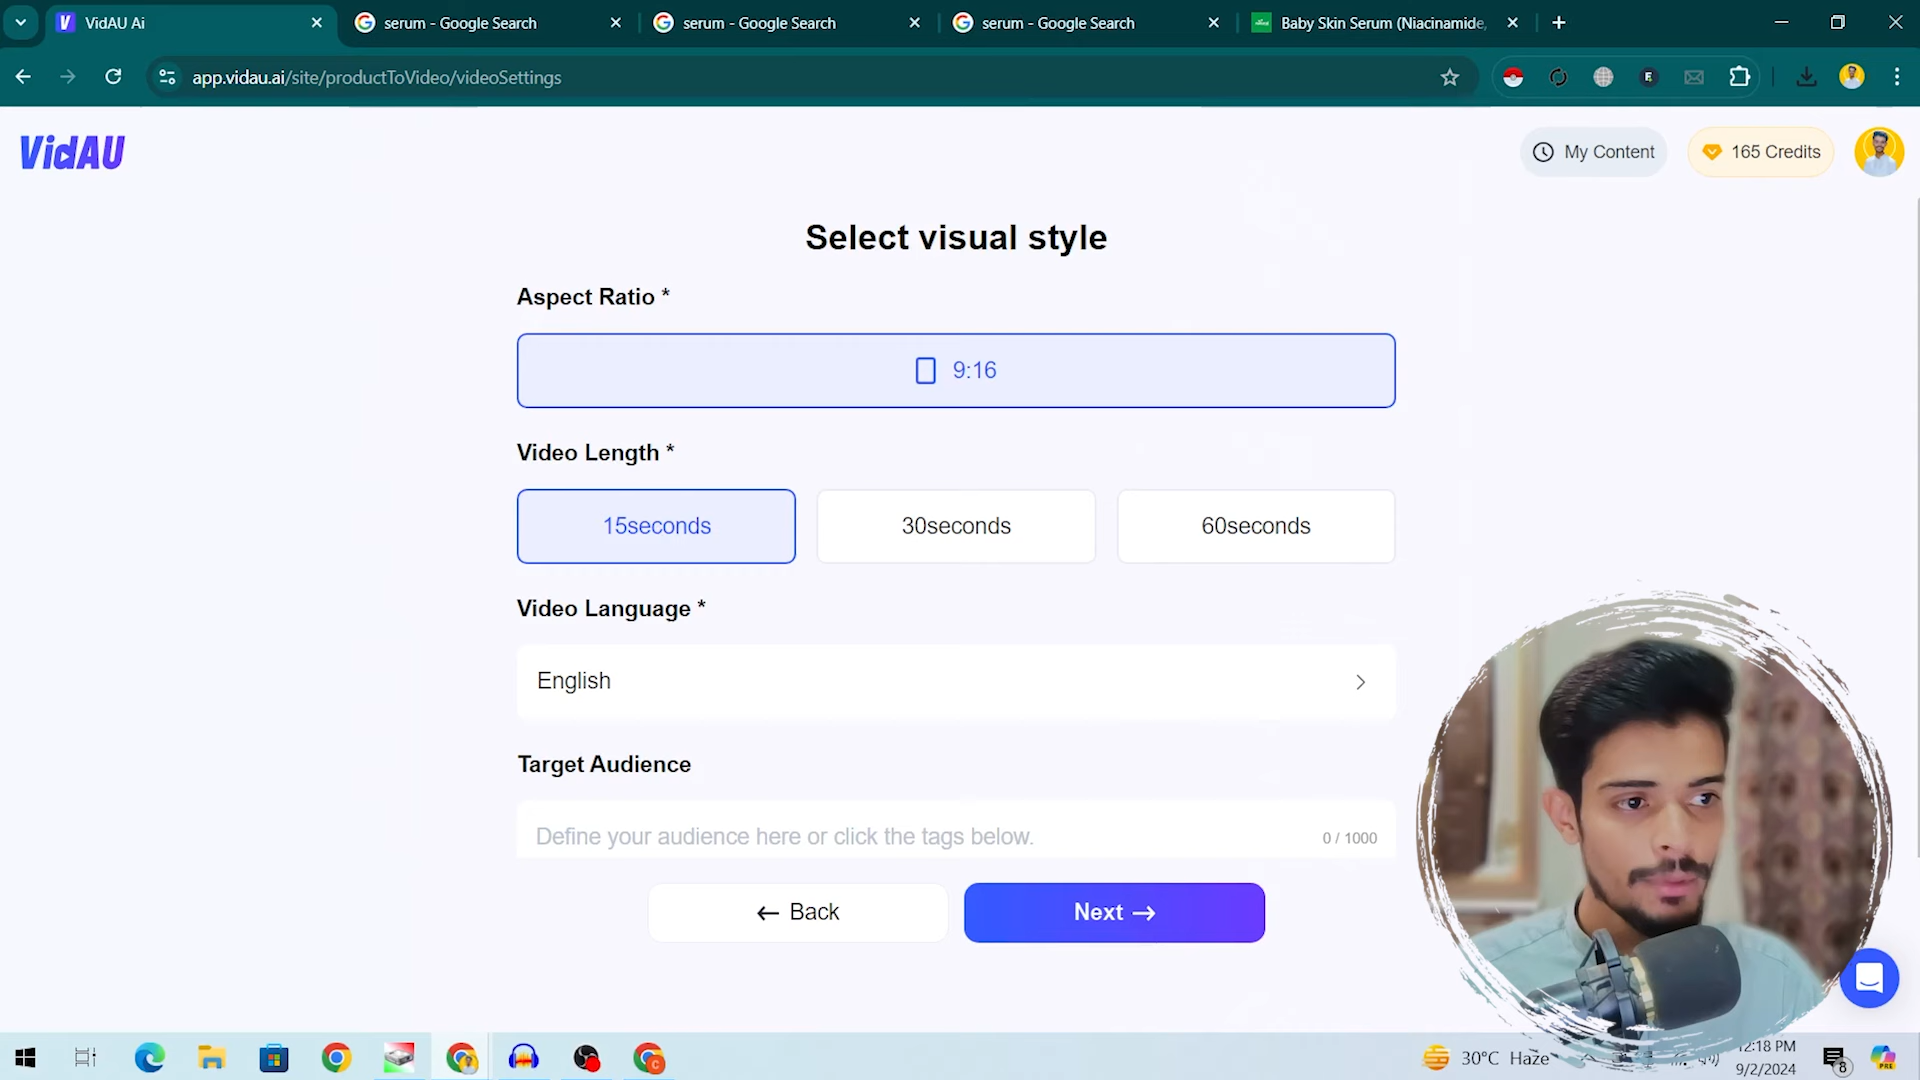 VidAU Ai
serum - Google Search
serum - Google Search
serum - Google Search
Baby Skin Serum (Niacinamide,
app.vidau.ai/site/productToVideo/videoSettings
VidAU
My Content
165 Credits
Select visual style
Aspect Ratio *
9:16
Video Length *
15seconds
30seconds
60seconds
Video Language *
English
Target Audience
Define your audience here or click the tags below.
0 / 1000
← Back
Next →
30°C Haze
12:18 PM
9/2/2024
8
PRE